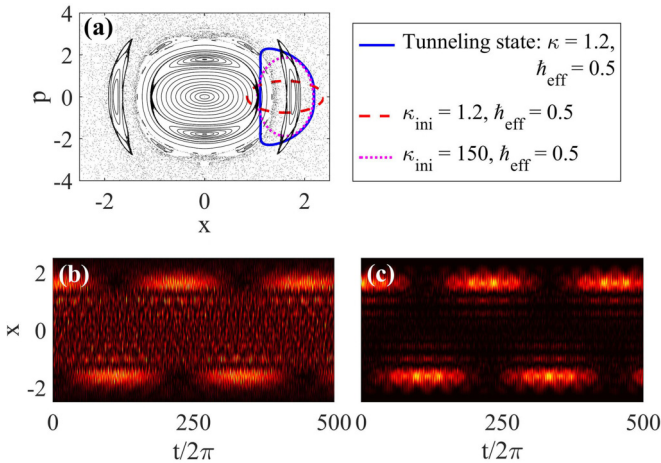 (a)
4
2
0
-2
-4
p
-2
0
2
x
Tunneling state: κ = 1.2,
ℏeff = 0.5
κini = 1.2, ℏeff = 0.5
κini = 150, ℏeff = 0.5
(b)
(c)
2
0
-2
x
0
250
500
t/2π
0
250
500
t/2π